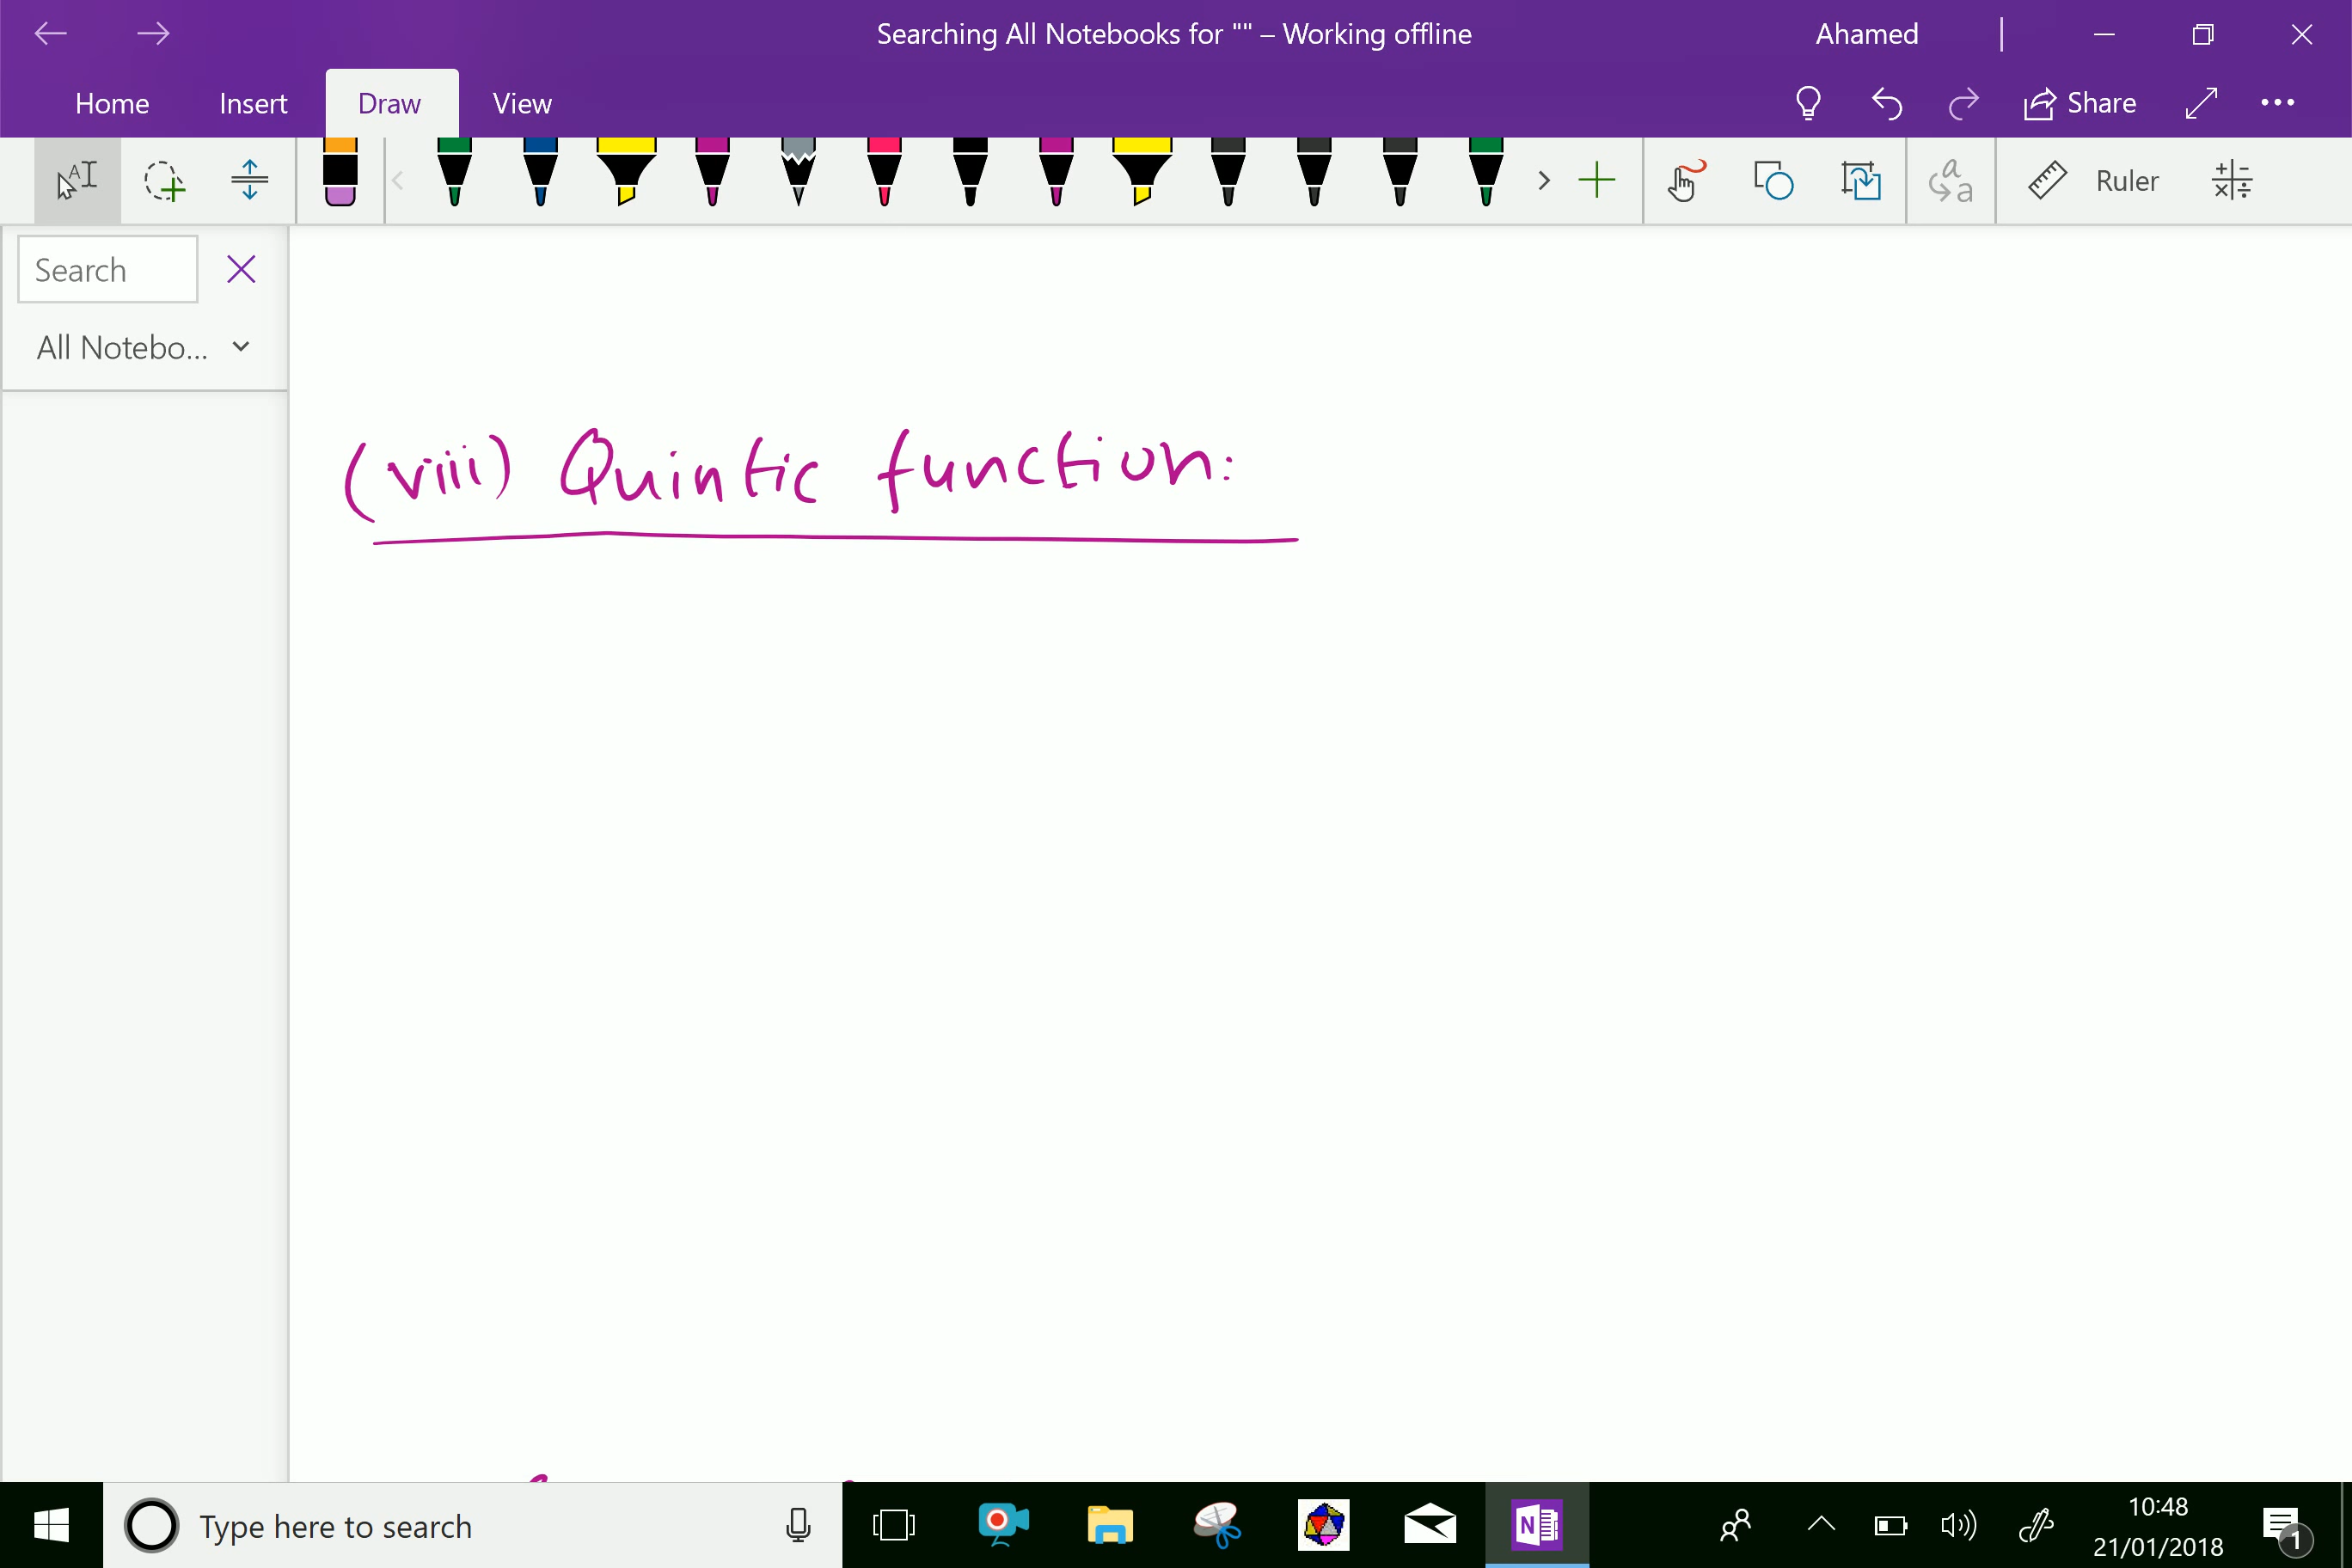 Searching All Notebooks for "" – Working offline
Ahamed
Home Insert Draw View
Share
Ruler
Search
All Notebo...
(viii) Quintic function:
Type here to search
N
10:48
21/01/2018
1